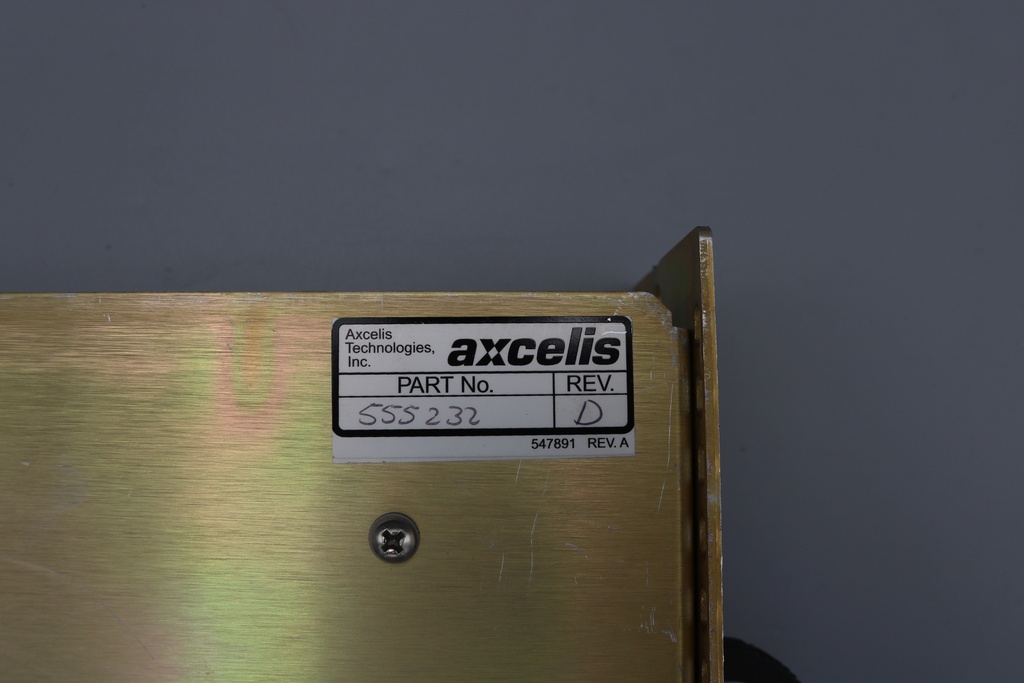 Axcelis
Technologies,
Inc.
axcelis
PART No. REV.
555232 D
547891 REV. A